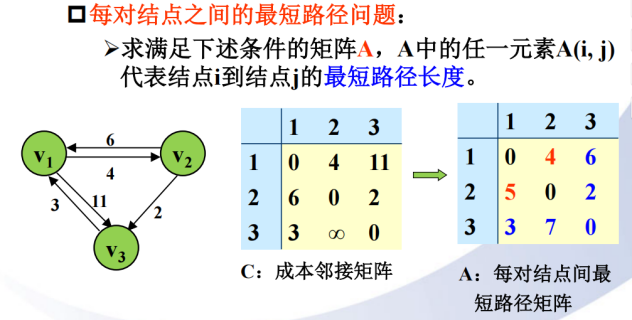 每对结点之间的最短路径问题：
➢求满足下述条件的矩阵A，A中的任一元素A(i, j)
代表结点i到结点j的最短路径长度。
v₁ 6 v₂
4
3 11 2
v₃
1 2 3
1 0 4 11
2 6 0 2
3 3 ∞ 0
C：成本邻接矩阵
1 2 3
1 0 4 6
2 5 0 2
3 3 7 0
A：每对结点间最
短路径矩阵